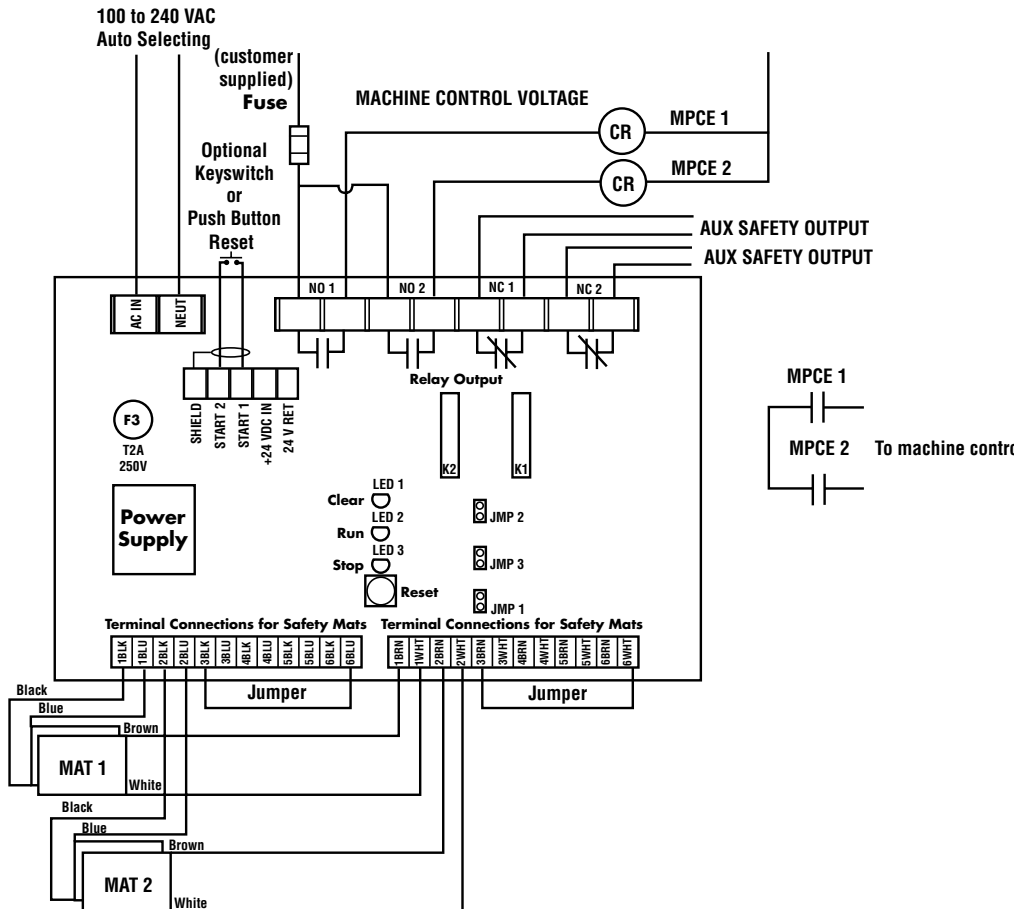 100 to 240 VAC
Auto Selecting
(customer
supplied)
Fuse
MACHINE CONTROL VOLTAGE
CR
MPCE 1
CR
MPCE 2
Optional
Keyswitch
or
Push Button
Reset
AUX SAFETY OUTPUT
AUX SAFETY OUTPUT
AC IN
NEUT
NO 1
NO 2
NC 1
NC 2
Relay Output
SHIELD
START 2
START 1
+24 VDC IN
24 V RET
F3
T2A
250V
K2
K1
MPCE 1
MPCE 2
To machine contro
Power
Supply
LED 1
Clear
LED 2
Run
LED 3
Stop
Reset
JMP 2
JMP 3
JMP 1
Terminal Connections for Safety Mats
Terminal Connections for Safety Mats
1BLK
1BLU
2BLK
2BLU
3BLK
3BLU
4BLK
4BLU
5BLK
5BLU
6BLK
6BLU
1BRN
1WHT
2BRN
2WHT
3BRN
3WHT
4BRN
4WHT
5BRN
5WHT
6BRN
6WHT
Jumper
Jumper
Black
Blue
Brown
MAT 1
White
Black
Blue
Brown
MAT 2
White